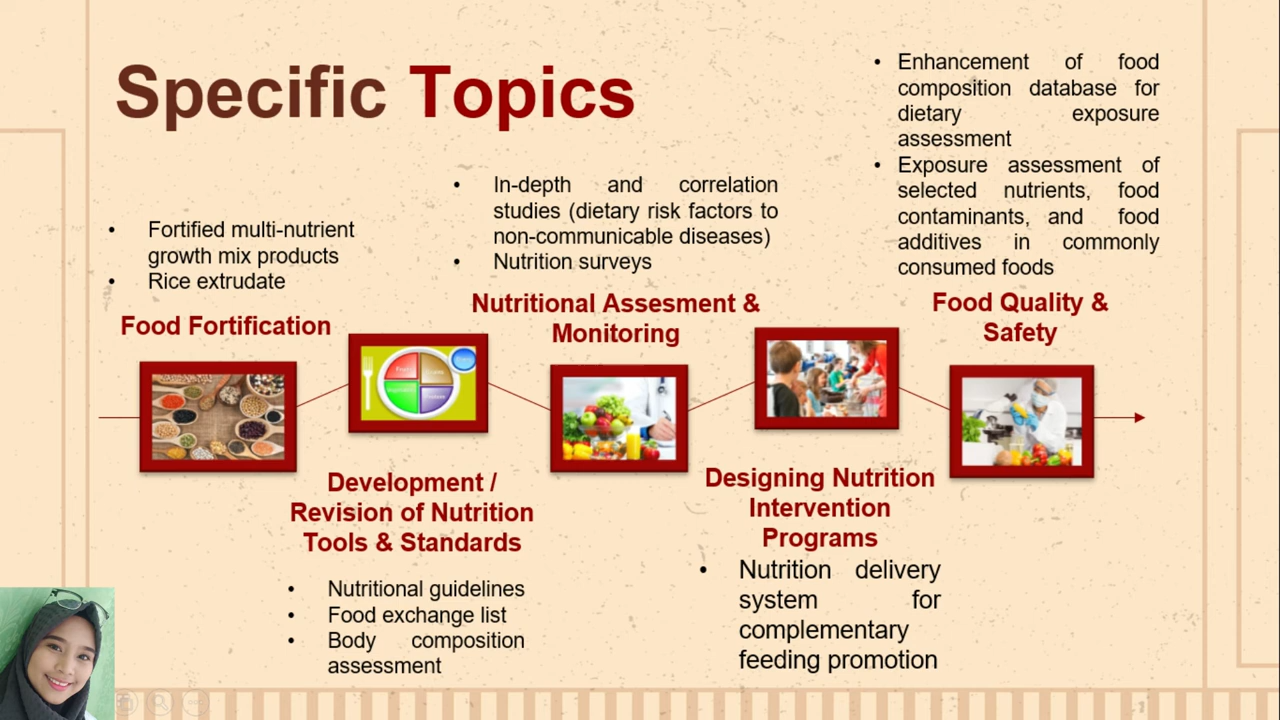 Specific Topics
• Fortified multi-nutrient
growth mix products
• Rice extrudate
Food Fortification
Development /
Revision of Nutrition
Tools & Standards
• Nutritional guidelines
• Food exchange list
• Body composition
assessment
• In-depth and correlation
studies (dietary risk factors to
non-communicable diseases)
• Nutrition surveys
Nutritional Assesment &
Monitoring
Designing Nutrition
Intervention
Programs
• Nutrition delivery
system for
complementary
feeding promotion
• Enhancement of food
composition database for
dietary exposure
assessment
• Exposure assessment of
selected nutrients, food
contaminants, and food
additives in commonly
consumed foods
Food Quality &
Safety